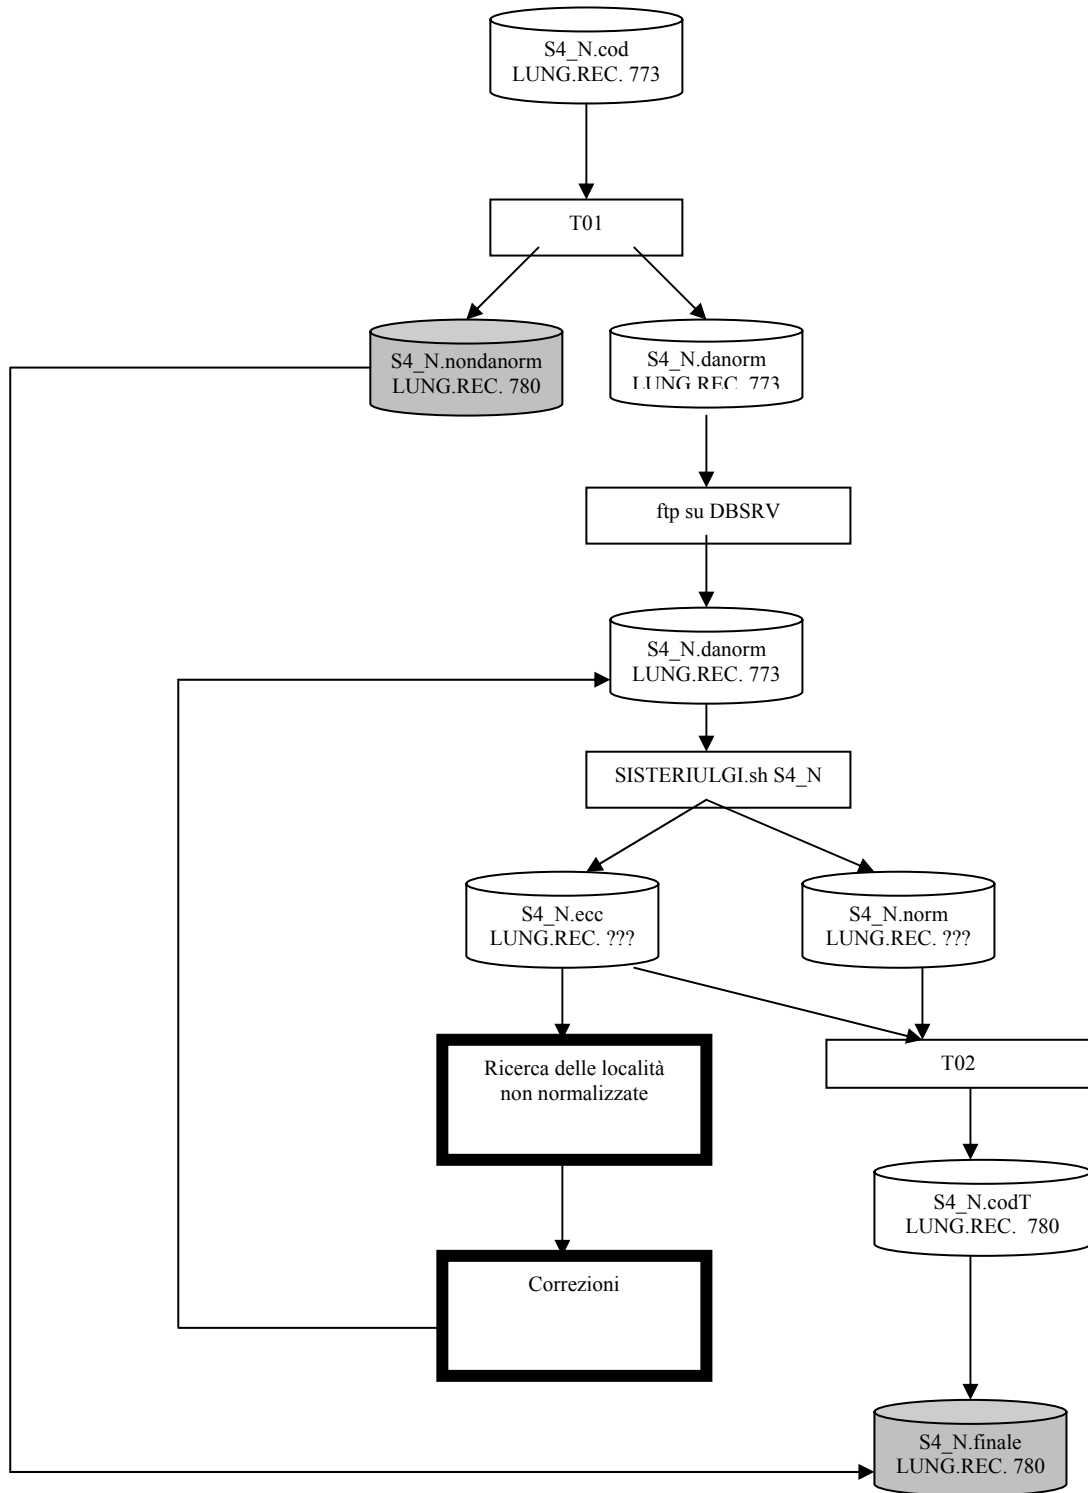 S4_N.cod
LUNG.REC. 773
T01
S4_N.nondanorm
LUNG.REC. 780
S4_N.danorm
LUNG.REC. 773
ftp su DBSRV
S4_N.danorm
LUNG.REC. 773
SISTERIULGI.sh S4_N
S4_N.ecc
LUNG.REC. ???
S4_N.norm
LUNG.REC. ???
Ricerca delle località
non normalizzate
T02
S4_N.codT
LUNG.REC.  780
Correzioni
S4_N.finale
LUNG.REC. 780